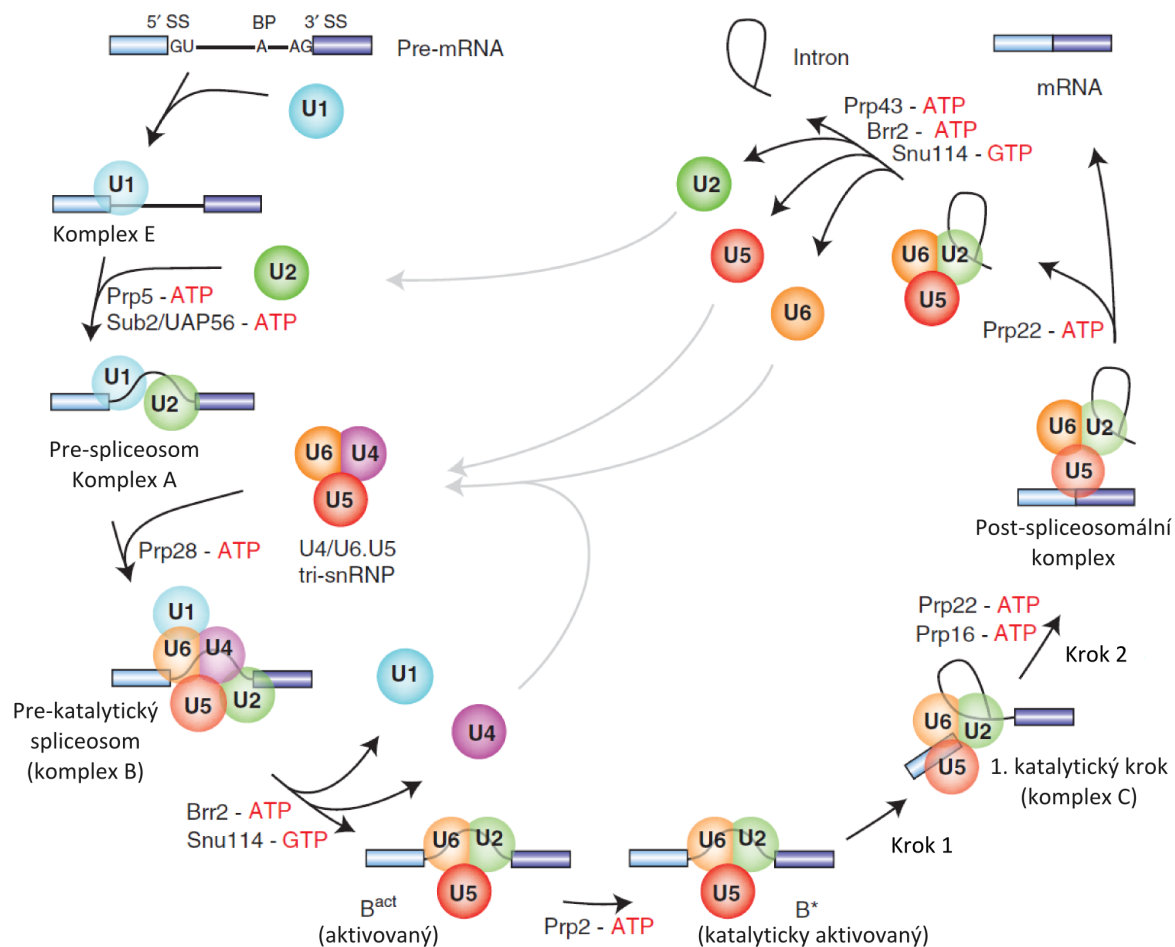 5′ SS BP 3′ SS
GU A AG
Pre-mRNA
U1
U1
Komplex E
U2
Prp5 - ATP
Sub2/UAP56 - ATP
U1
U2
Pre-spliceosom
Komplex A
U6 U4
U5
U4/U6.U5
tri-snRNP
Prp28 - ATP
U1
U6 U4
U5 U2
Pre-katalytický
spliceosom
(komplex B)
U1
U4
Brr2 - ATP
Snu114 - GTP
U6 U2
U5
Bact
(aktivovaný)
Prp2 - ATP
U6 U2
U5
B*
(katalyticky aktivovaný)
Krok 1
U6
U2
U5
1. katalytický krok
(komplex C)
Prp22 - ATP
Prp16 - ATP
Krok 2
U6 U2
U5
Post-spliceosomální
komplex
Prp22 - ATP
mRNA
U6 U2
U5
Prp43 - ATP
Brr2 - ATP
Snu114 - GTP
Intron
U2
U5
U6